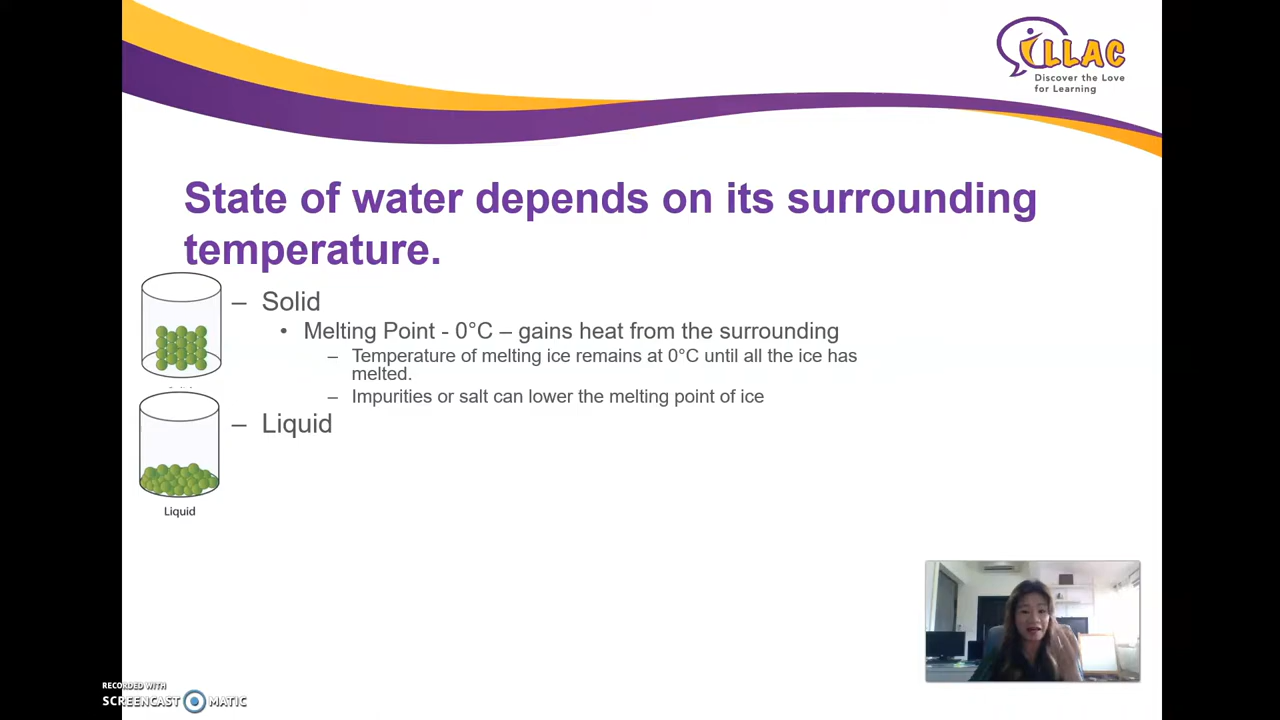 iLLAC
Discover the Love
for Learning
State of water depends on its surrounding
temperature.
– Solid
• Melting Point - 0°C – gains heat from the surrounding
– Temperature of melting ice remains at 0°C until all the ice has
melted.
– Impurities or salt can lower the melting point of ice
– Liquid
Liquid
RECORDED WITH
SCREENCAST MATIC